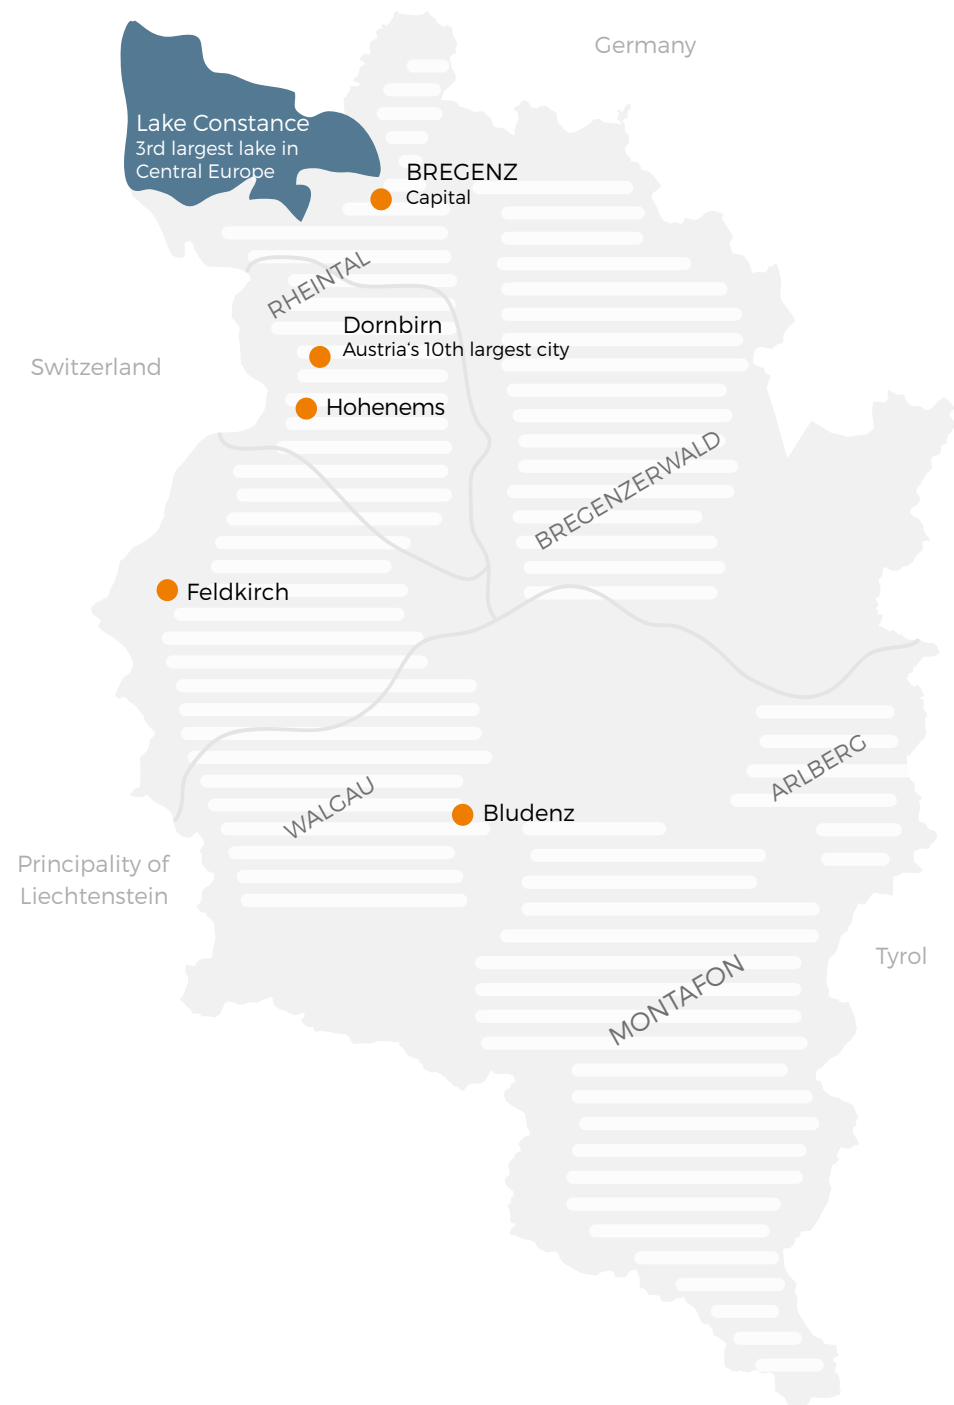 Germany
Lake Constance
3rd largest lake in
Central Europe
BREGENZ
Capital
RHEINTAL
Dornbirn
Austria‘s 10th largest city
Switzerland
Hohenems
BREGENZERWALD
Feldkirch
ARLBERG
WALGAU
Bludenz
Principality of
Liechtenstein
Tyrol
MONTAFON